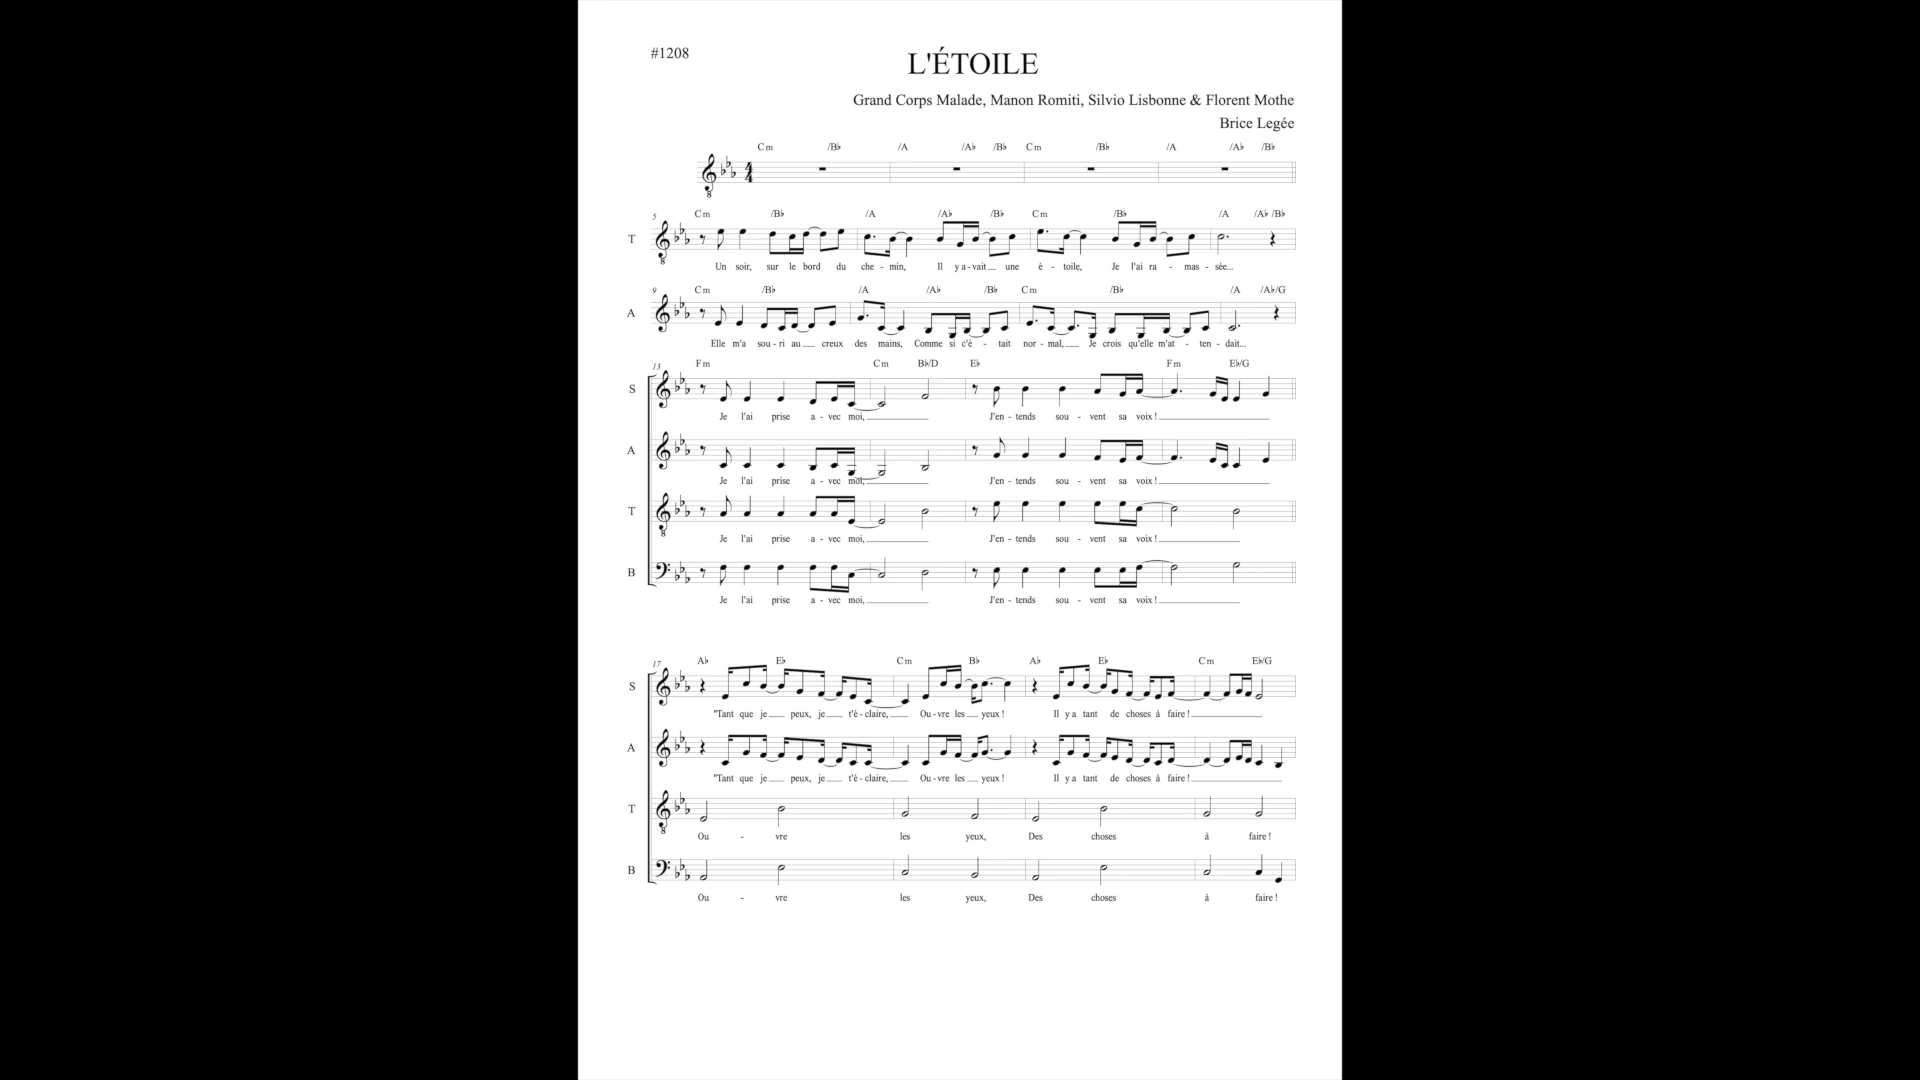 #1208
L'ÉTOILE
Grand Corps Malade, Manon Romiti, Silvio Lisbonne & Florent Mothe
Brice Legée
Cm /B♭ /A /A♭ /B♭ Cm /B♭ /A /A♭ /B♭
5 Cm /B♭ /A /A♭ /B♭ Cm /B♭ /A /A♭ /B♭
T
Un soir, sur le bord du che - min, Il y a - vait une è - toile, Je l'ai ra - mas - sée...
9 Cm /B♭ /A /A♭ /B♭ Cm /B♭ /A /A♭/G
A
Elle m'a sou - ri au creux des mains, Comme si c'è - tait nor - mal, Je crois qu'elle m'at - ten - dait...
13 Fm Cm B♭/D E♭ Fm E♭/G
S
Je l'ai prise a - vec moi, J'en - tends sou - vent sa voix !
A
Je l'ai prise a - vec moi, J'en - tends sou - vent sa voix !
T
Je l'ai prise a - vec moi, J'en - tends sou - vent sa voix !
B
Je l'ai prise a - vec moi, J'en - tends sou - vent sa voix !
17 A♭ E♭ Cm B♭ A♭ E♭ Cm E♭/G
S
"Tant que je peux, je t'è - claire, Ou - vre les yeux ! Il y a tant de choses à faire !
A
"Tant que je peux, je t'è - claire, Ou - vre les yeux ! Il y a tant de choses à faire !
T
Ou - vre les yeux, Des choses à faire !
B
Ou - vre les yeux, Des choses à faire !